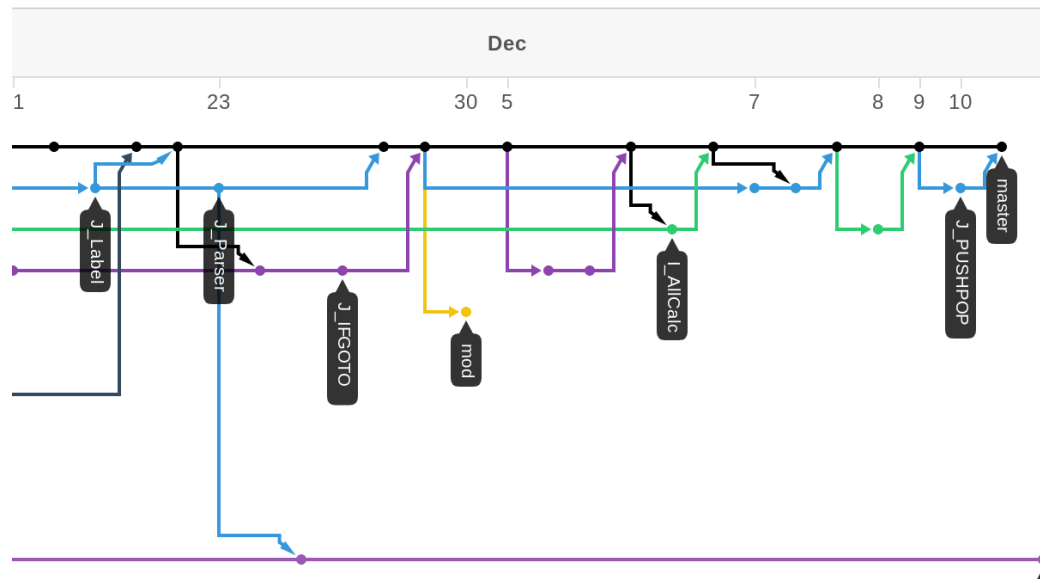 Dec
1 23 30 5 7 8 9 10
master
J_Label
J_Parser
J_PUSHPOP
I_AllCalc
J_IFGOTO
mod